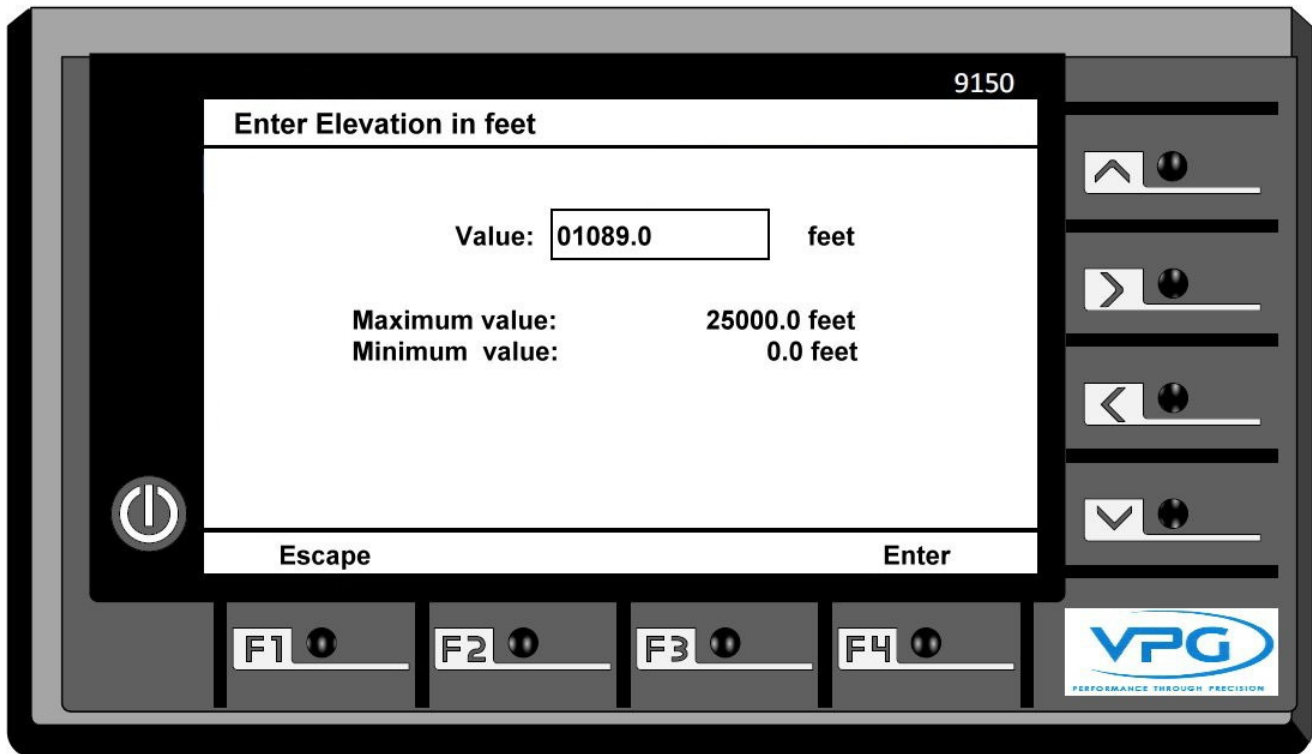 9150
Enter Elevation in feet
Value: 01089.0 feet
Maximum value: 25000.0 feet
Minimum value: 0.0 feet
Escape Enter
F1 F2 F3 F4
VPG
PERFORMANCE THROUGH PRECISION